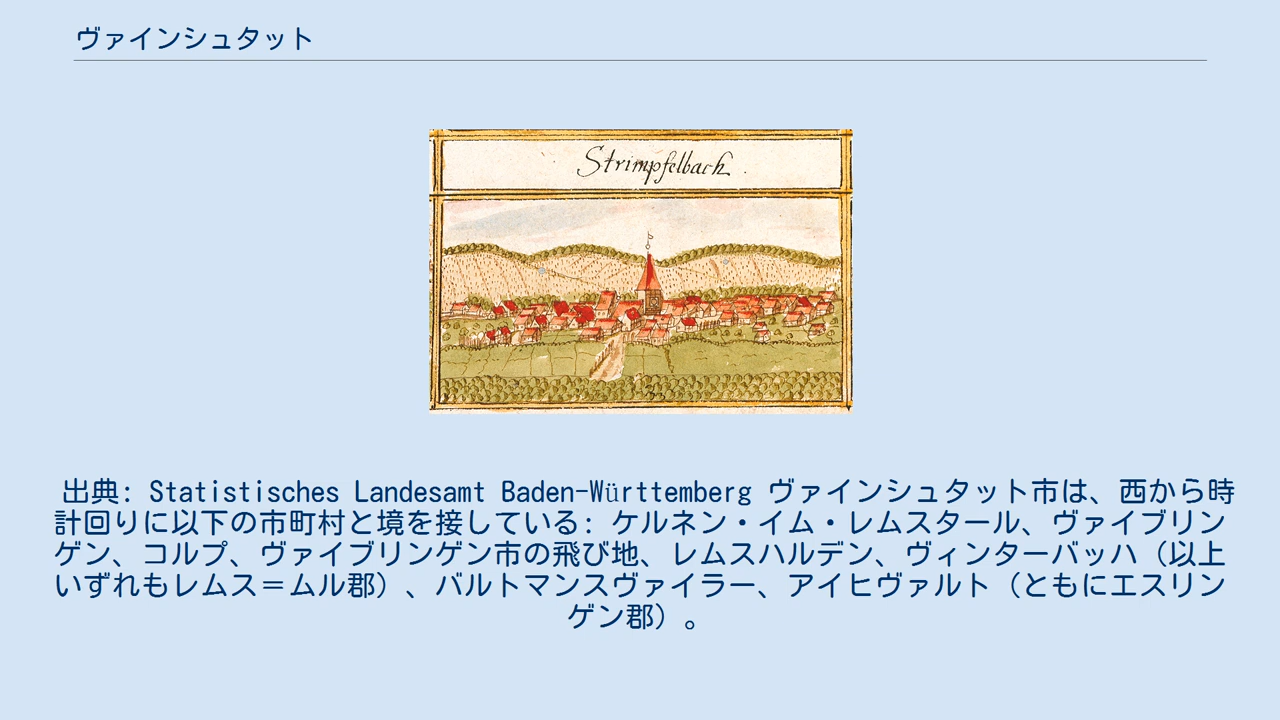 ヴァインシュタット
Strimpfelbach.
出典: Statistisches Landesamt Baden-Württemberg ヴァインシュタット市は、西から時
計回りに以下の市町村と境を接している: ケルネン・イム・レムスタール、ヴァイブリン
ゲン、コルプ、ヴァイブリンゲン市の飛び地、レムスハルデン、ヴィンターバッハ（以上
いずれもレムス＝ムル郡）、バルトマンスヴァイラー、アイヒヴァルト（ともにエスリン
ゲン郡）。